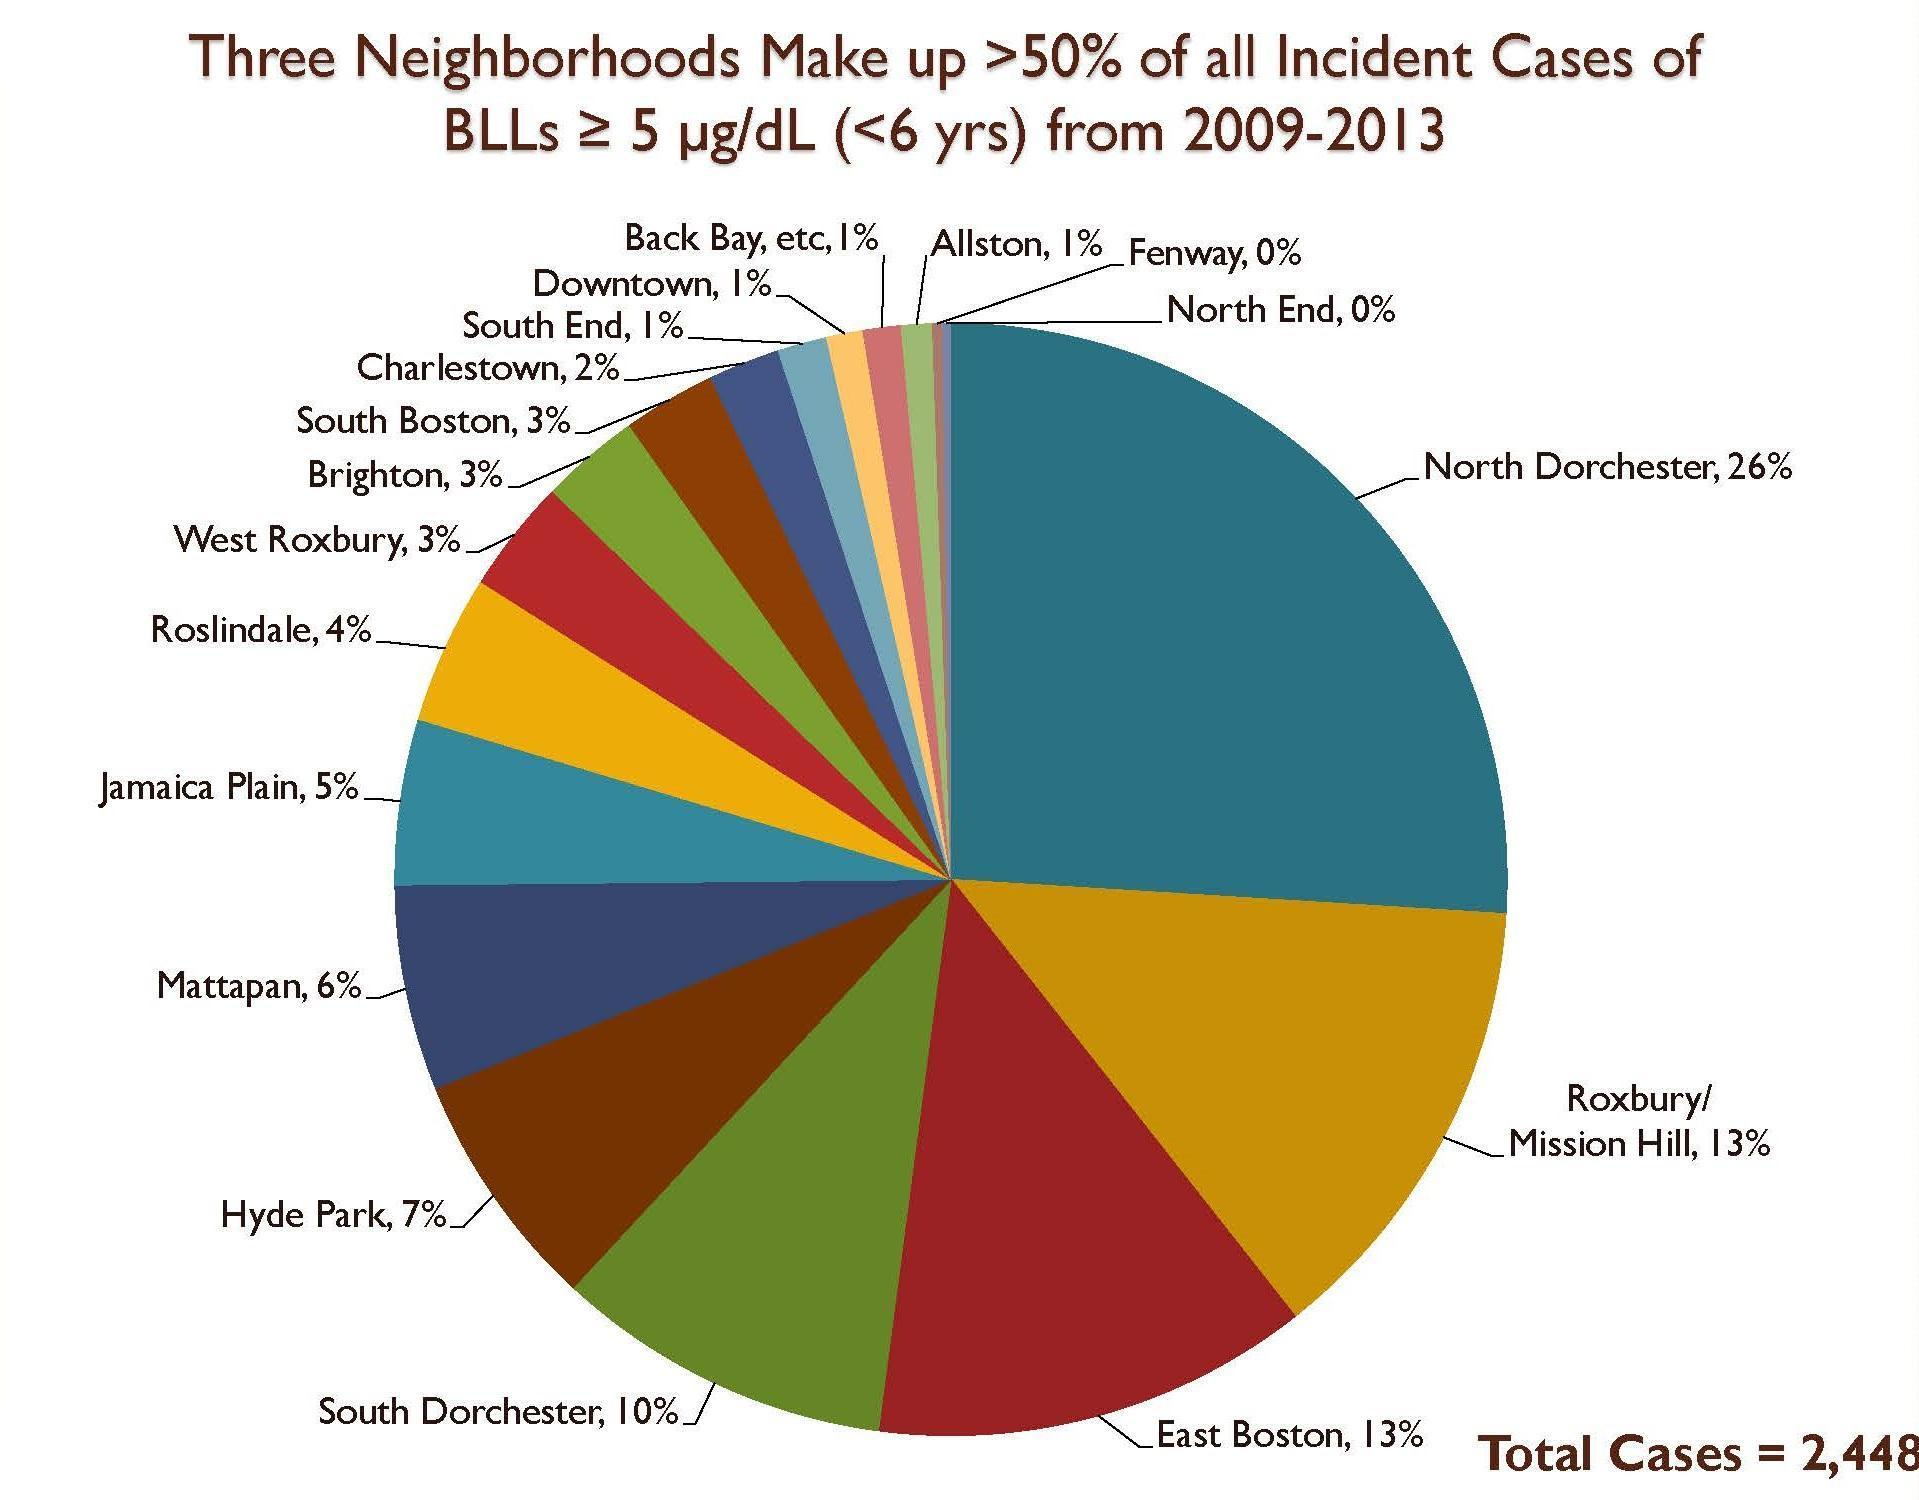 Three Neighborhoods Make up >50% of all Incident Cases of
BLLs ≥ 5 µg/dL (<6 yrs) from 2009-2013
Back Bay, etc, 1%
Allston, 1%
Fenway, 0%
Downtown, 1%
North End, 0%
South End, 1%
Charlestown, 2%
South Boston, 3%
North Dorchester, 26%
Brighton, 3%
West Roxbury, 3%
Roslindale, 4%
Jamaica Plain, 5%
Mattapan, 6%
Roxbury/
Mission Hill, 13%
Hyde Park, 7%
South Dorchester, 10%
East Boston, 13%
Total Cases = 2,448